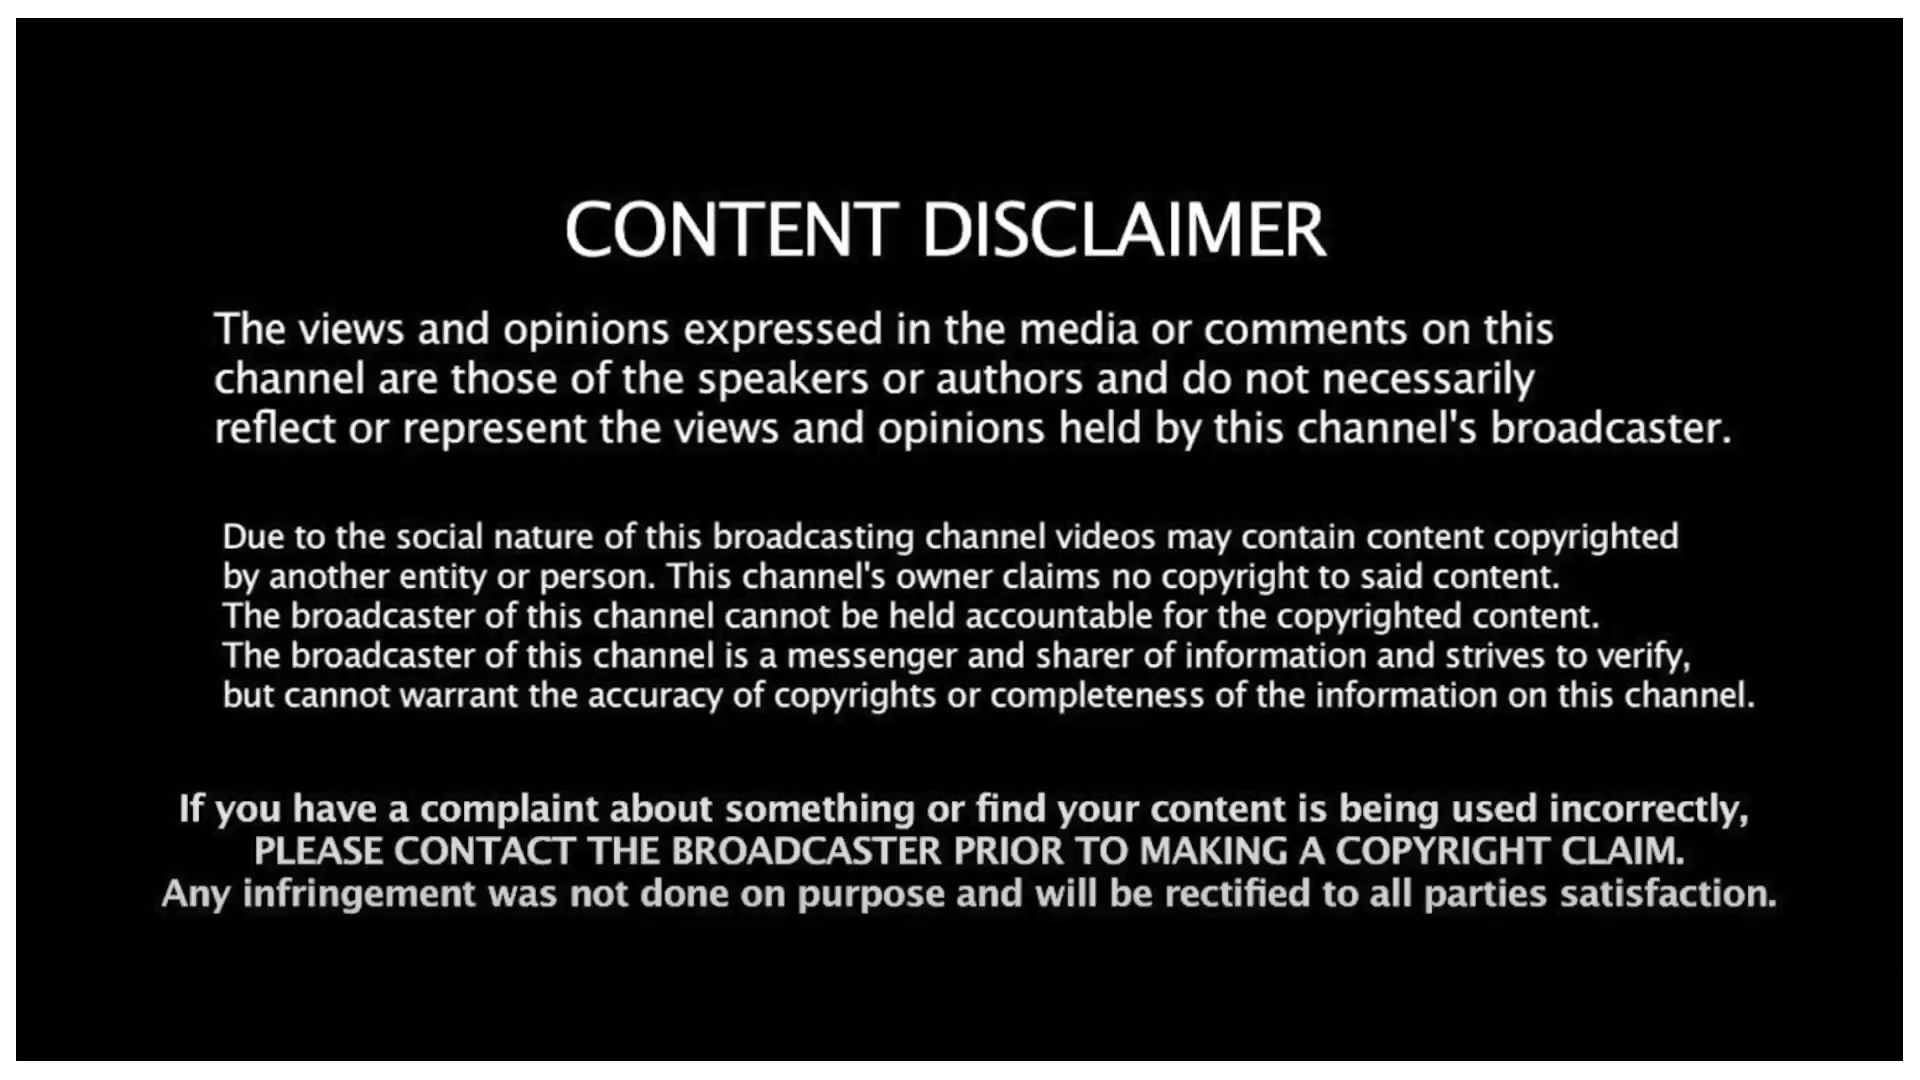 CONTENT DISCLAIMER
The views and opinions expressed in the media or comments on this
channel are those of the speakers or authors and do not necessarily
reflect or represent the views and opinions held by this channel's broadcaster.
Due to the social nature of this broadcasting channel videos may contain content copyrighted
by another entity or person. This channel's owner claims no copyright to said content.
The broadcaster of this channel cannot be held accountable for the copyrighted content.
The broadcaster of this channel is a messenger and sharer of information and strives to verify,
but cannot warrant the accuracy of copyrights or completeness of the information on this channel.
If you have a complaint about something or find your content is being used incorrectly,
PLEASE CONTACT THE BROADCASTER PRIOR TO MAKING A COPYRIGHT CLAIM.
Any infringement was not done on purpose and will be rectified to all parties satisfaction.